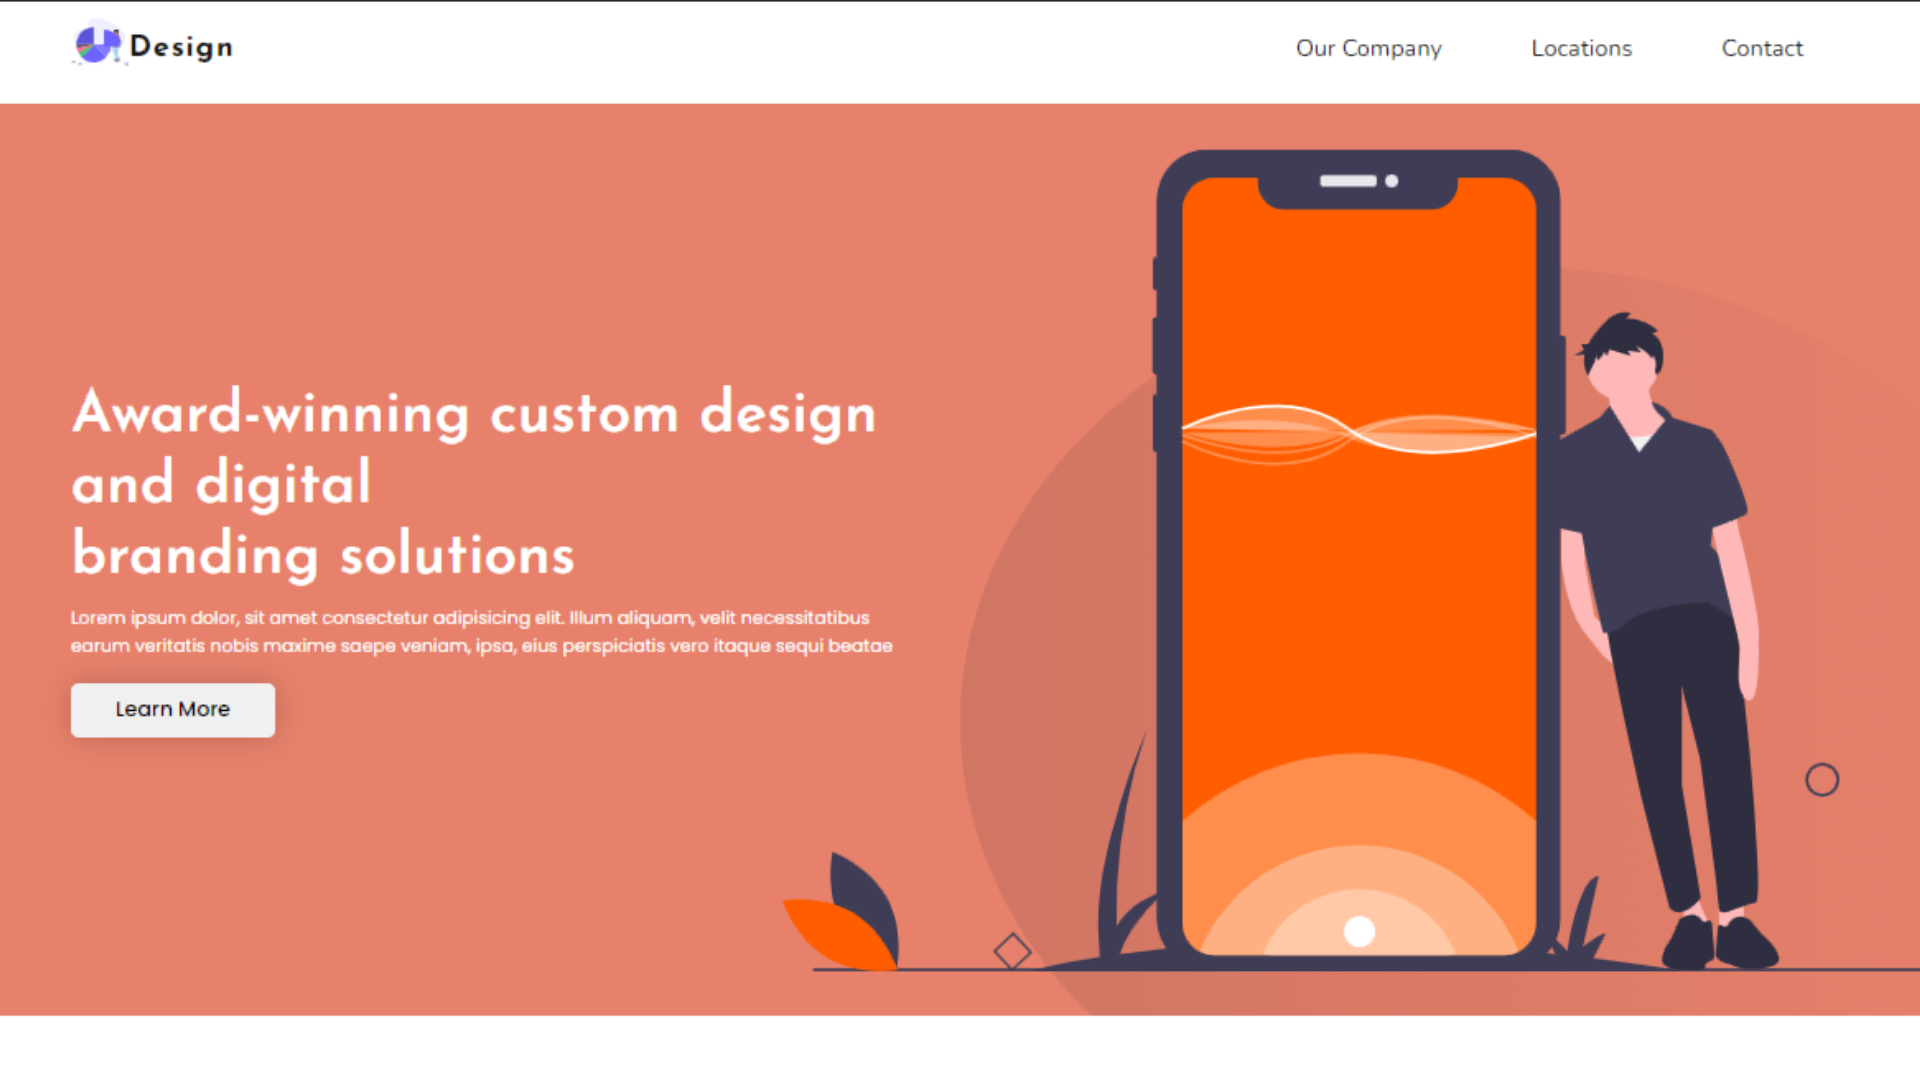 Design
Our Company
Locations
Contact
Award-winning custom design
and digital
branding solutions
Lorem ipsum dolor, sit amet consectetur adipisicing elit. Illum aliquam, velit necessitatibus
earum veritatis nobis maxime saepe veniam, ipsa, eius perspiciatis vero itaque sequi beatae
Learn More